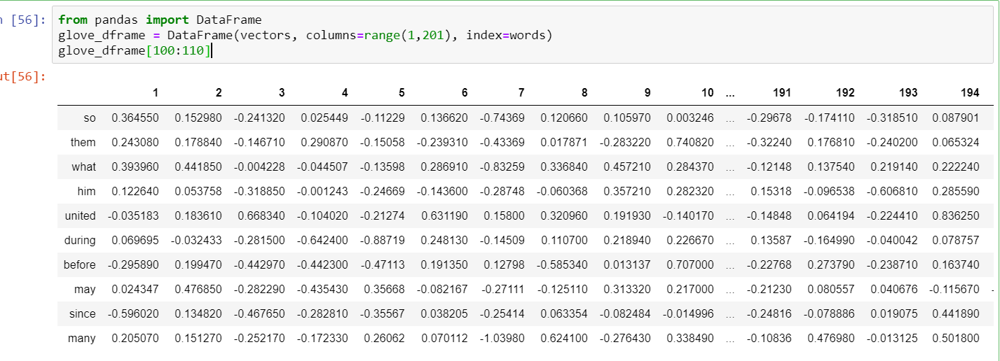 n [56]: from pandas import DataFrame
glove_dframe = DataFrame(vectors, columns=range(1,201), index=words)
glove_dframe[100:110]
ut[56]:
1 2 3 4 5 6 7 8 9 10 ... 191 192 193 194
so 0.364550 0.152980 -0.241320 0.025449 -0.11229 0.136620 -0.74369 0.120660 0.105970 0.003246 ... -0.29678 -0.174110 -0.318510 0.087901
them 0.243080 0.178840 -0.146710 0.290870 -0.15058 -0.239310 -0.43369 0.017871 -0.283220 0.740820 ... -0.32240 0.176810 -0.240200 0.065324
what 0.393960 0.441850 -0.004228 -0.044507 -0.13598 0.286910 -0.83259 0.336840 0.457210 0.284370 ... -0.12148 0.137540 0.219140 0.222240
him 0.122640 0.053758 -0.318850 -0.001243 -0.24669 -0.143600 -0.28748 -0.060368 0.357210 0.282320 ... 0.15318 -0.096538 -0.606810 0.285590
united -0.035183 0.183610 0.668340 -0.104020 -0.21274 0.631190 0.15800 0.320960 0.191930 -0.140170 ... -0.14848 0.064194 -0.224410 0.836250
during 0.069695 -0.032433 -0.281500 -0.642400 -0.88719 0.248130 -0.14509 0.110700 0.218940 0.226670 ... 0.13587 -0.164990 -0.040042 0.078757
before -0.295890 0.199470 -0.442970 -0.442300 -0.47113 0.191350 0.12798 -0.585340 0.013137 0.707000 ... -0.22768 0.273790 -0.238710 0.163740
may 0.024347 0.476850 -0.282290 -0.435430 0.35668 -0.082167 -0.27111 -0.125110 0.313320 0.217000 ... -0.21230 0.080557 0.040676 -0.115670 -
since -0.596020 0.134820 -0.467650 -0.282810 -0.35567 0.038205 -0.25414 0.063354 -0.082484 -0.014996 ... -0.24816 -0.078886 0.019075 0.441890
many 0.205070 0.151270 -0.252170 -0.172330 0.26062 0.070112 -1.03980 0.624100 -0.276430 0.338490 ... -0.10836 0.476980 -0.013125 0.501800